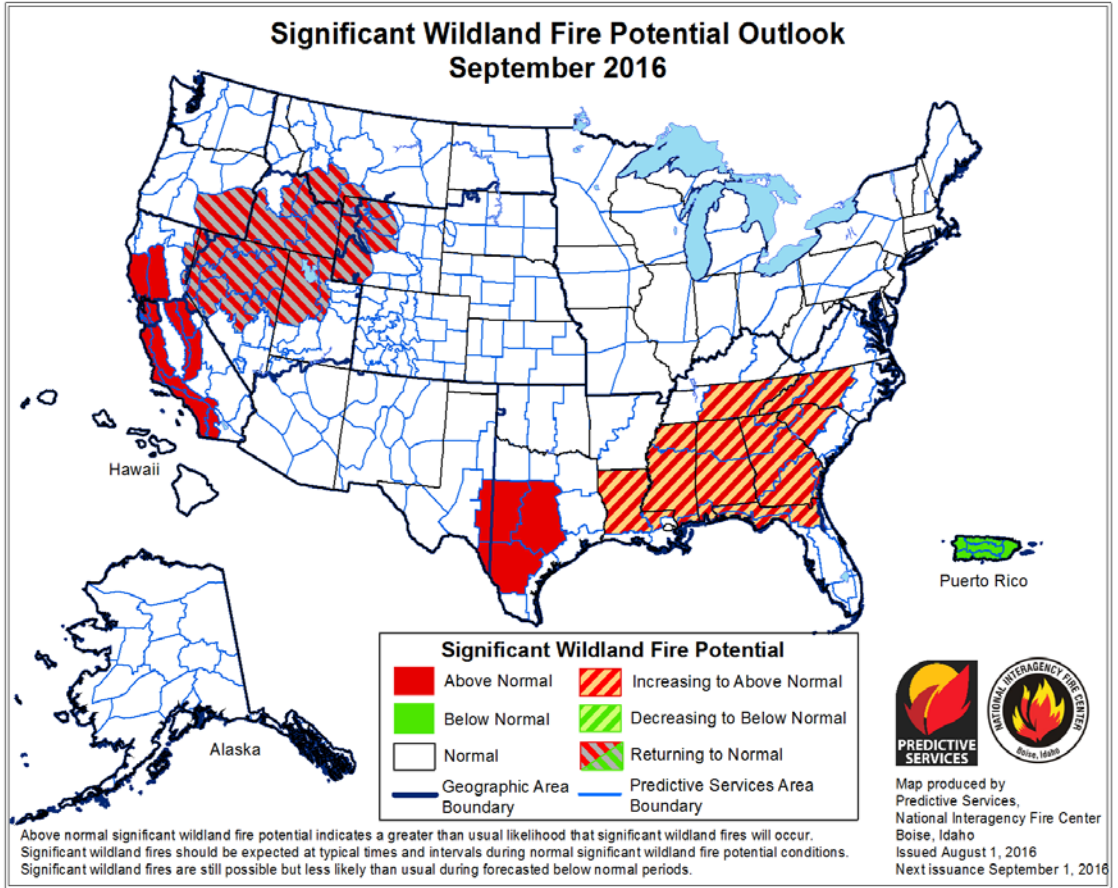 Significant Wildland Fire Potential Outlook
September 2016
Hawaii
Puerto Rico
Alaska
Significant Wildland Fire Potential
Above Normal
Increasing to Above Normal
Below Normal
Decreasing to Below Normal
Normal
Returning to Normal
Geographic Area
Boundary
Predictive Services Area
Boundary
PREDICTIVE
SERVICES
NATIONAL INTERAGENCY FIRE CENTER
Boise, Idaho
Map produced by
Predictive Services,
National Interagency Fire Center
Boise, Idaho
Issued August 1, 2016
Next issuance September 1, 2016
Above normal significant wildland fire potential indicates a greater than usual likelihood that significant wildland fires will occur.
Significant wildland fires should be expected at typical times and intervals during normal significant wildland fire potential conditions.
Significant wildland fires are still possible but less likely than usual during forecasted below normal periods.